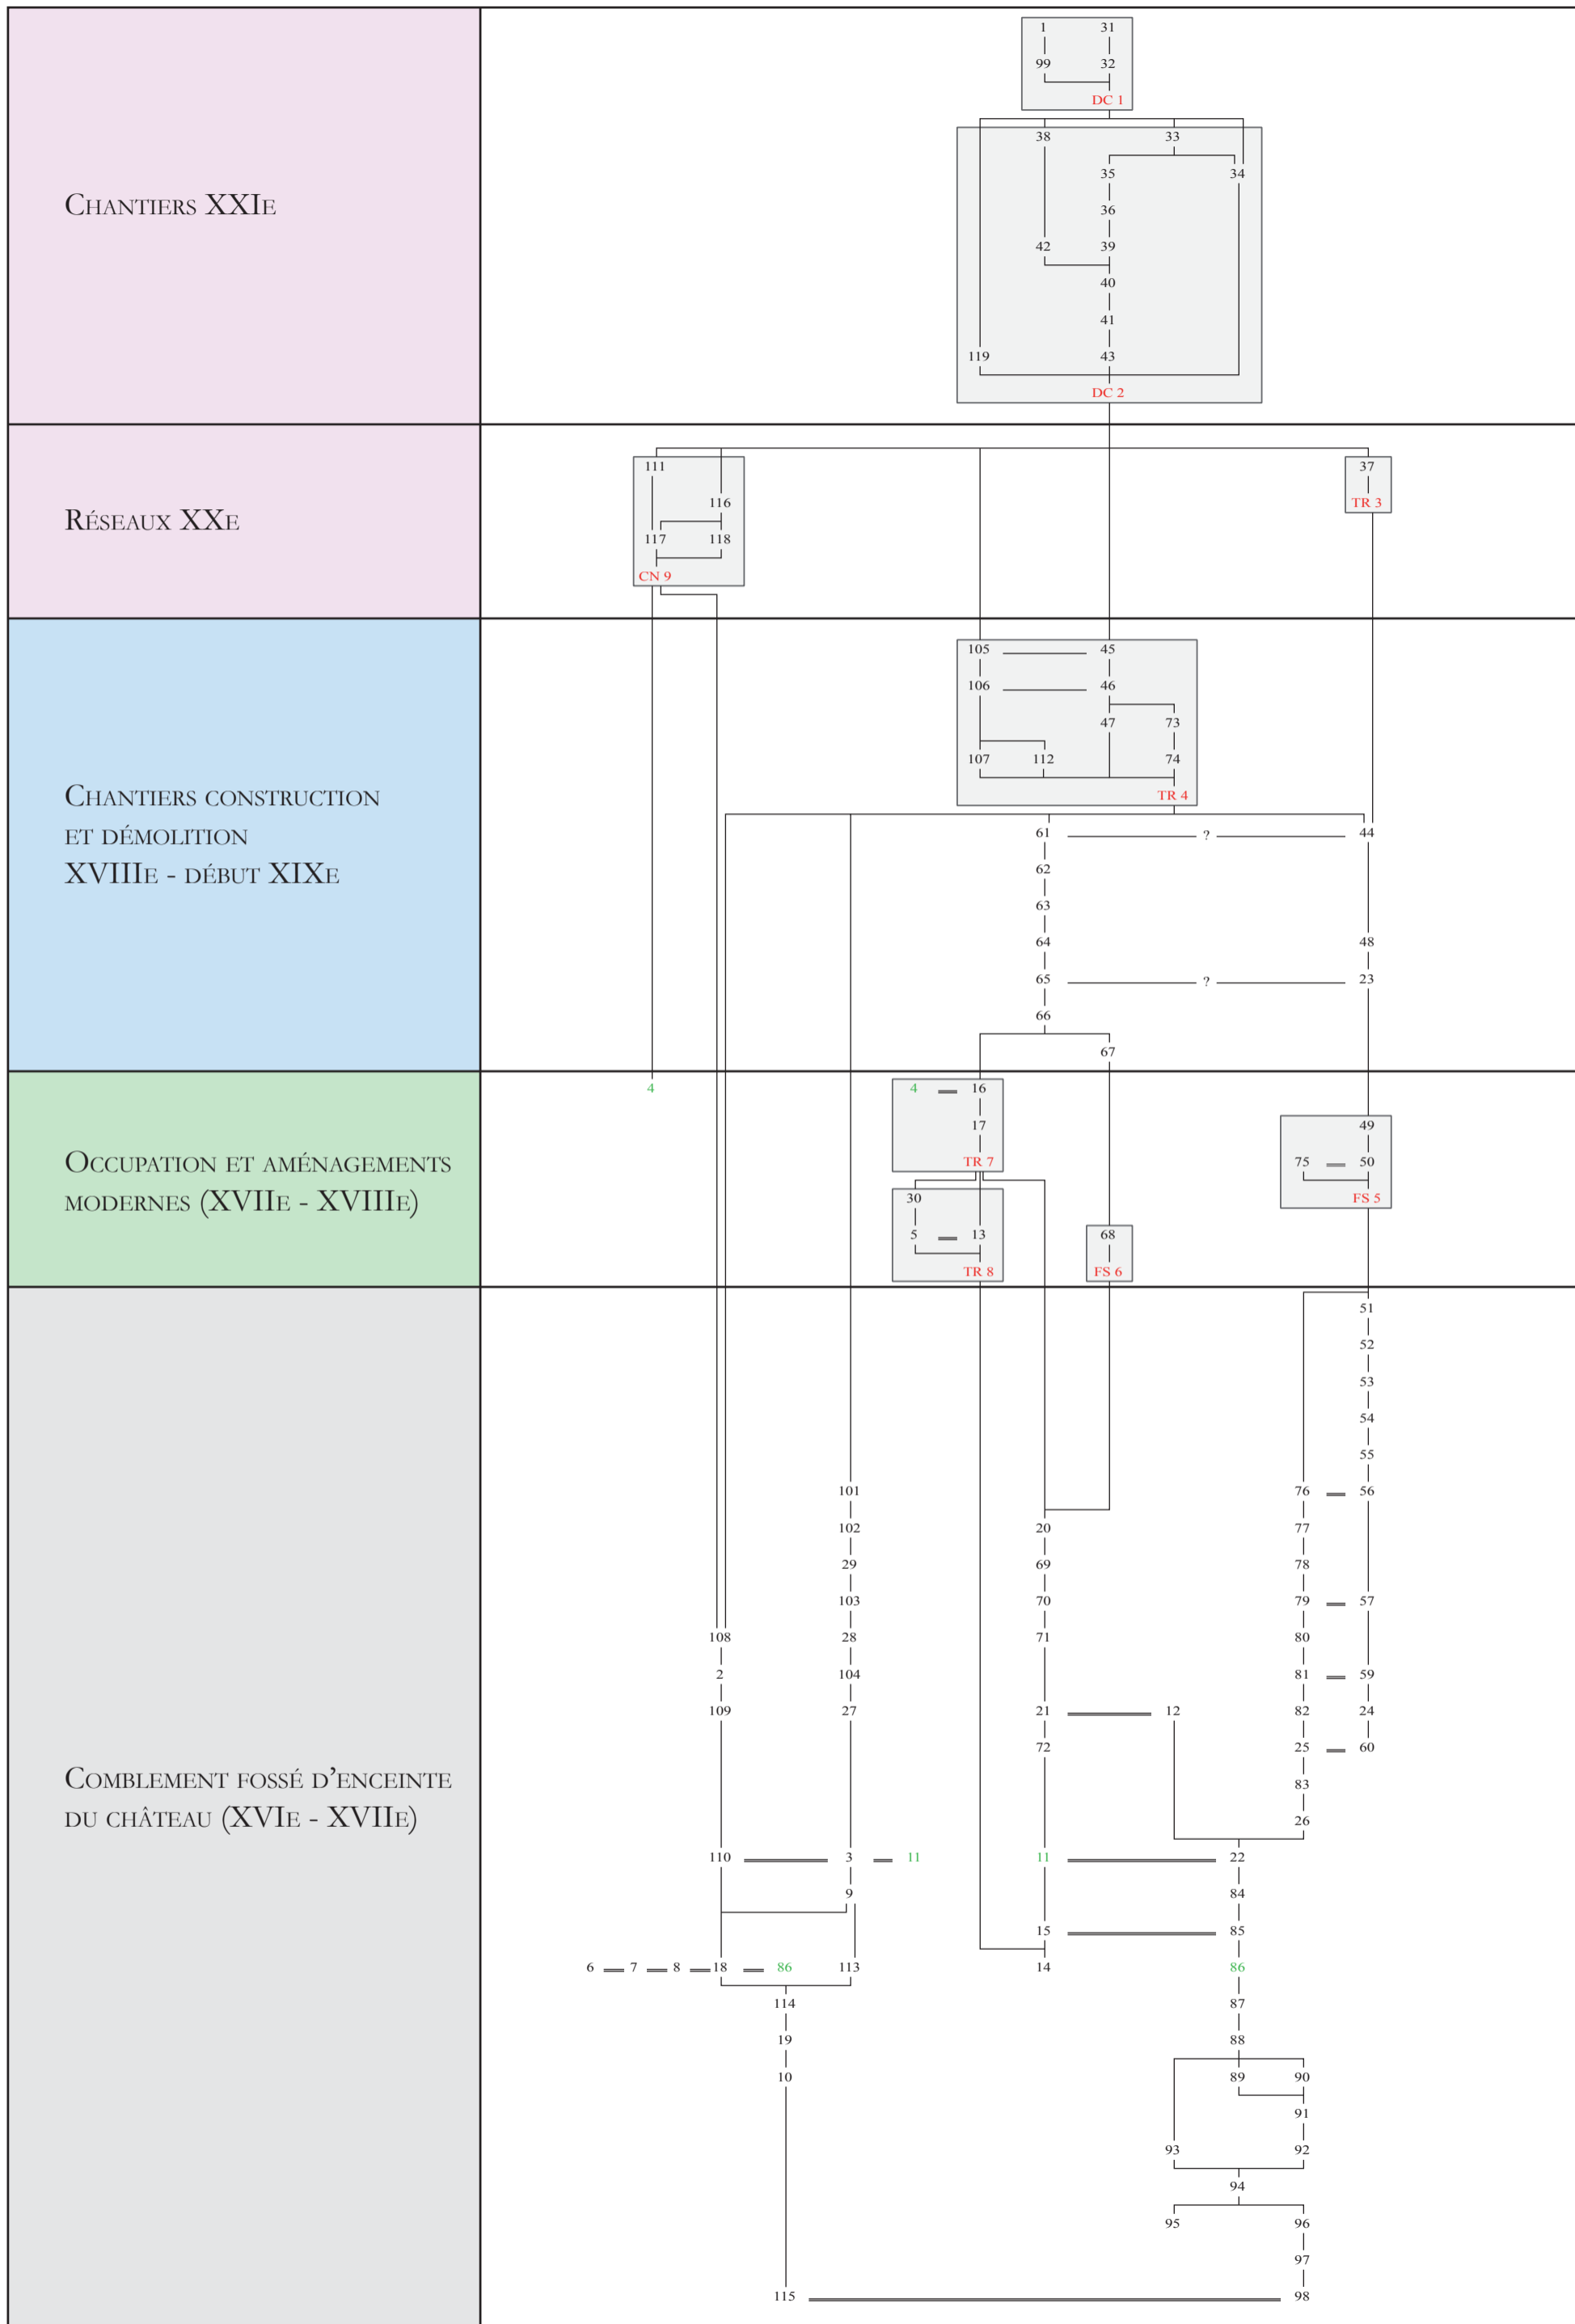 1 31
99 32
DC 1
38 33
CHANTIERS XXIE
35 34
36
42 39
40
41
119 43
DC 2
111 37
RÉSEAUX XXE
116 TR 3
117 118
CN 9
105 45
106 46
47 73
107 112 74
TR 4
CHANTIERS CONSTRUCTION
ET DÉMOLITION
XVIIIE - DÉBUT XIXE
61 ? 44
62
63
64 48
65 ? 23
66
67
4 4 16
17 49
OCCUPATION ET AMÉNAGEMENTS
MODERNES (XVIIE - XVIIIE)
TR 7 75 50
30 FS 5
5 13 68
TR 8 FS 6
51
52
53
54
55
101 76 56
102 20 77
29 69 78
103 70 79 57
108 28 71 80
2 104 81 59
109 27 21 12 82 24
72 25 60
COMBLEMENT FOSSÉ D’ENCEINTE
DU CHÂTEAU (XVIE - XVIIE)
83
26
110 3 11 11 22
9 84
15 85
6 7 8 18 86 113 14 86
114 87
19 88
10 89 90
91
93 92
94
95 96
97
115 98